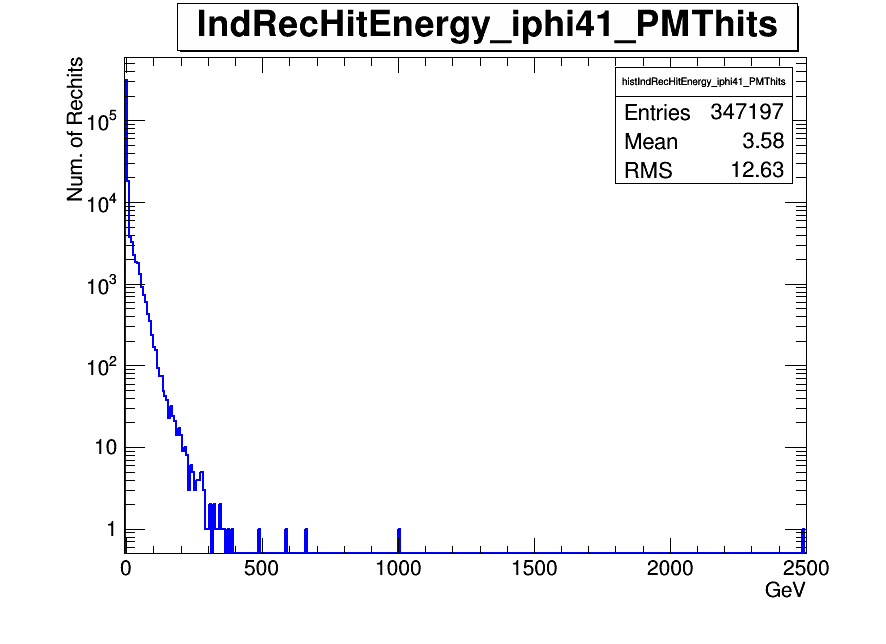 IndRecHitEnergy_iphi41_PMThits
histIndRecHitEnergy_iphi41_PMThits
Entries 347197
Mean 3.58
RMS 12.63
Num. of Rechits
10^5
10^4
10^3
10^2
10
1
0 500 1000 1500 2000 2500
GeV